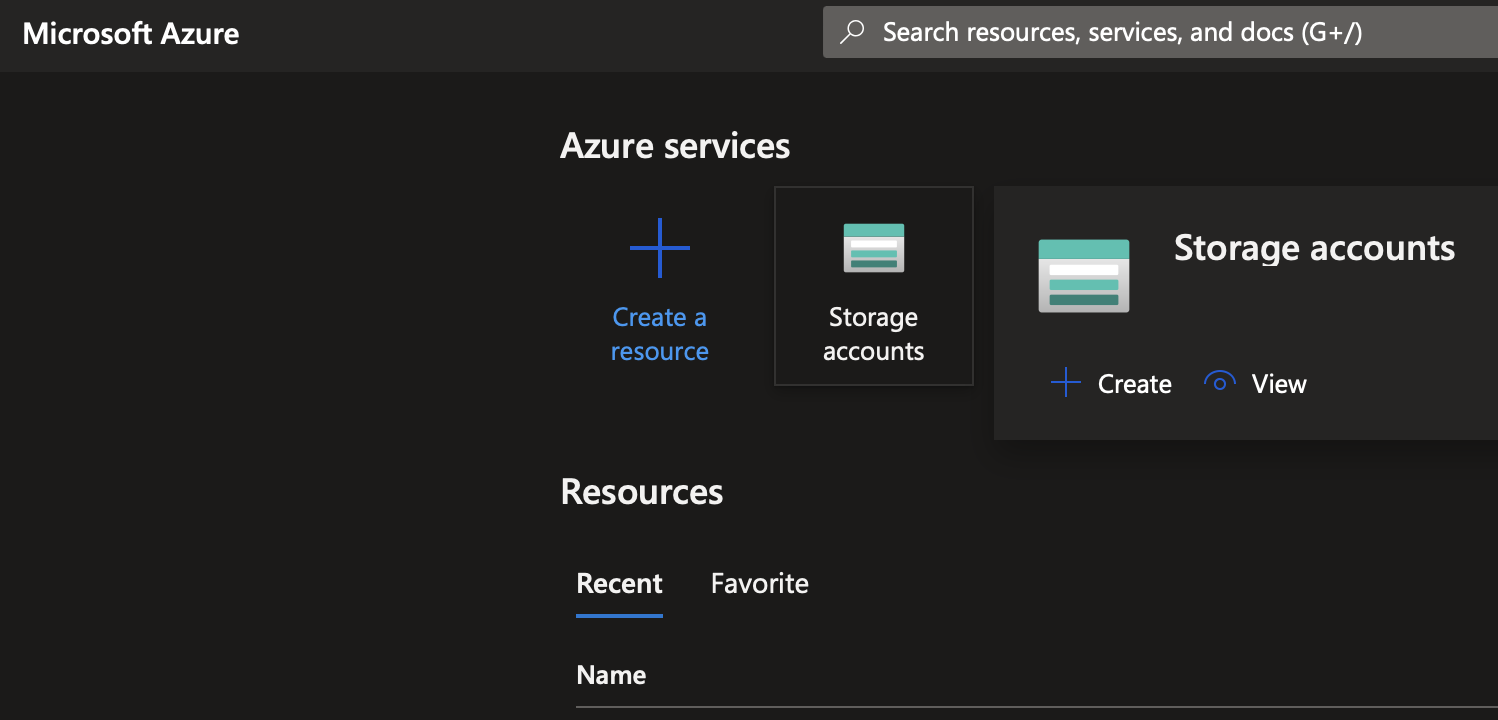 Microsoft Azure
Search resources, services, and docs (G+/)
Azure services
Create a
resource
Storage
accounts
Storage accounts
Create
View
Resources
Recent
Favorite
Name